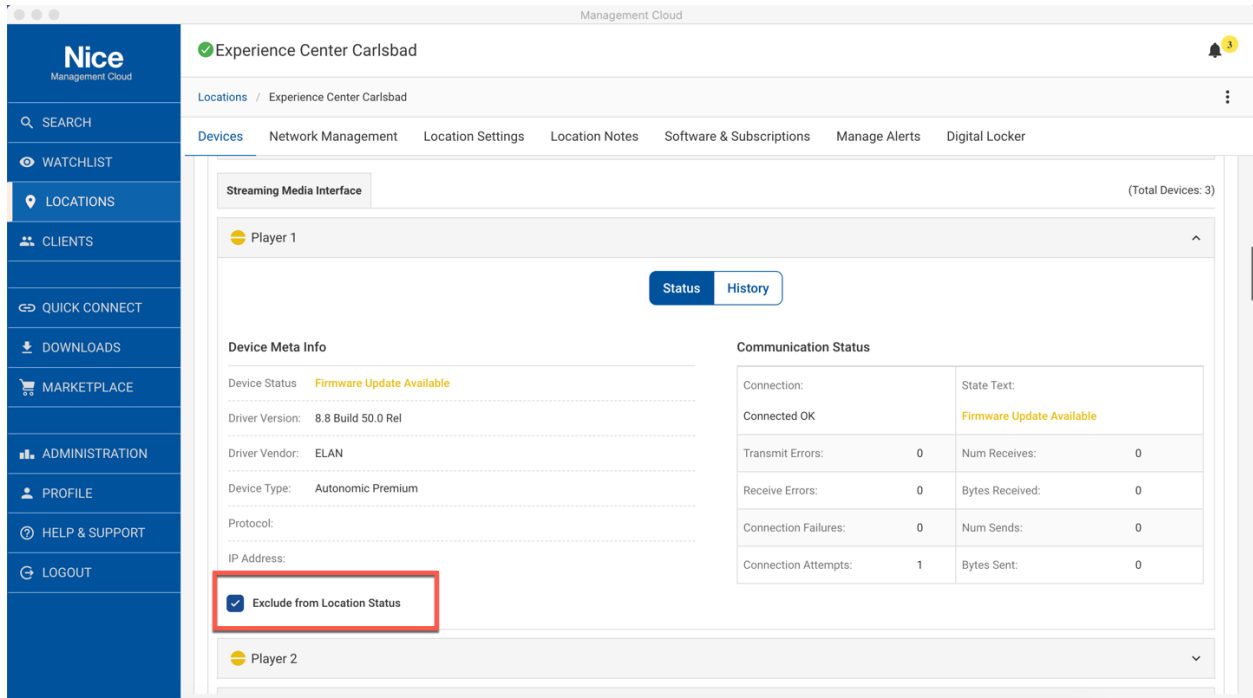 Management Cloud
Nice
Management Cloud
SEARCH
WATCHLIST
LOCATIONS
CLIENTS
QUICK CONNECT
DOWNLOADS
MARKETPLACE
ADMINISTRATION
PROFILE
HELP & SUPPORT
LOGOUT
Experience Center Carlsbad
3
Locations / Experience Center Carlsbad
Devices Network Management Location Settings Location Notes Software & Subscriptions Manage Alerts Digital Locker
Streaming Media Interface (Total Devices: 3)
Player 1
Status History
Device Meta Info
Device Status Firmware Update Available
Driver Version: 8.8 Build 50.0 Rel
Driver Vendor: ELAN
Device Type: Autonomic Premium
Protocol:
IP Address:
Exclude from Location Status
Communication Status
Connection: State Text:
Connected OK Firmware Update Available
Transmit Errors: 0 Num Receives: 0
Receive Errors: 0 Bytes Received: 0
Connection Failures: 0 Num Sends: 0
Connection Attempts: 1 Bytes Sent: 0
Player 2